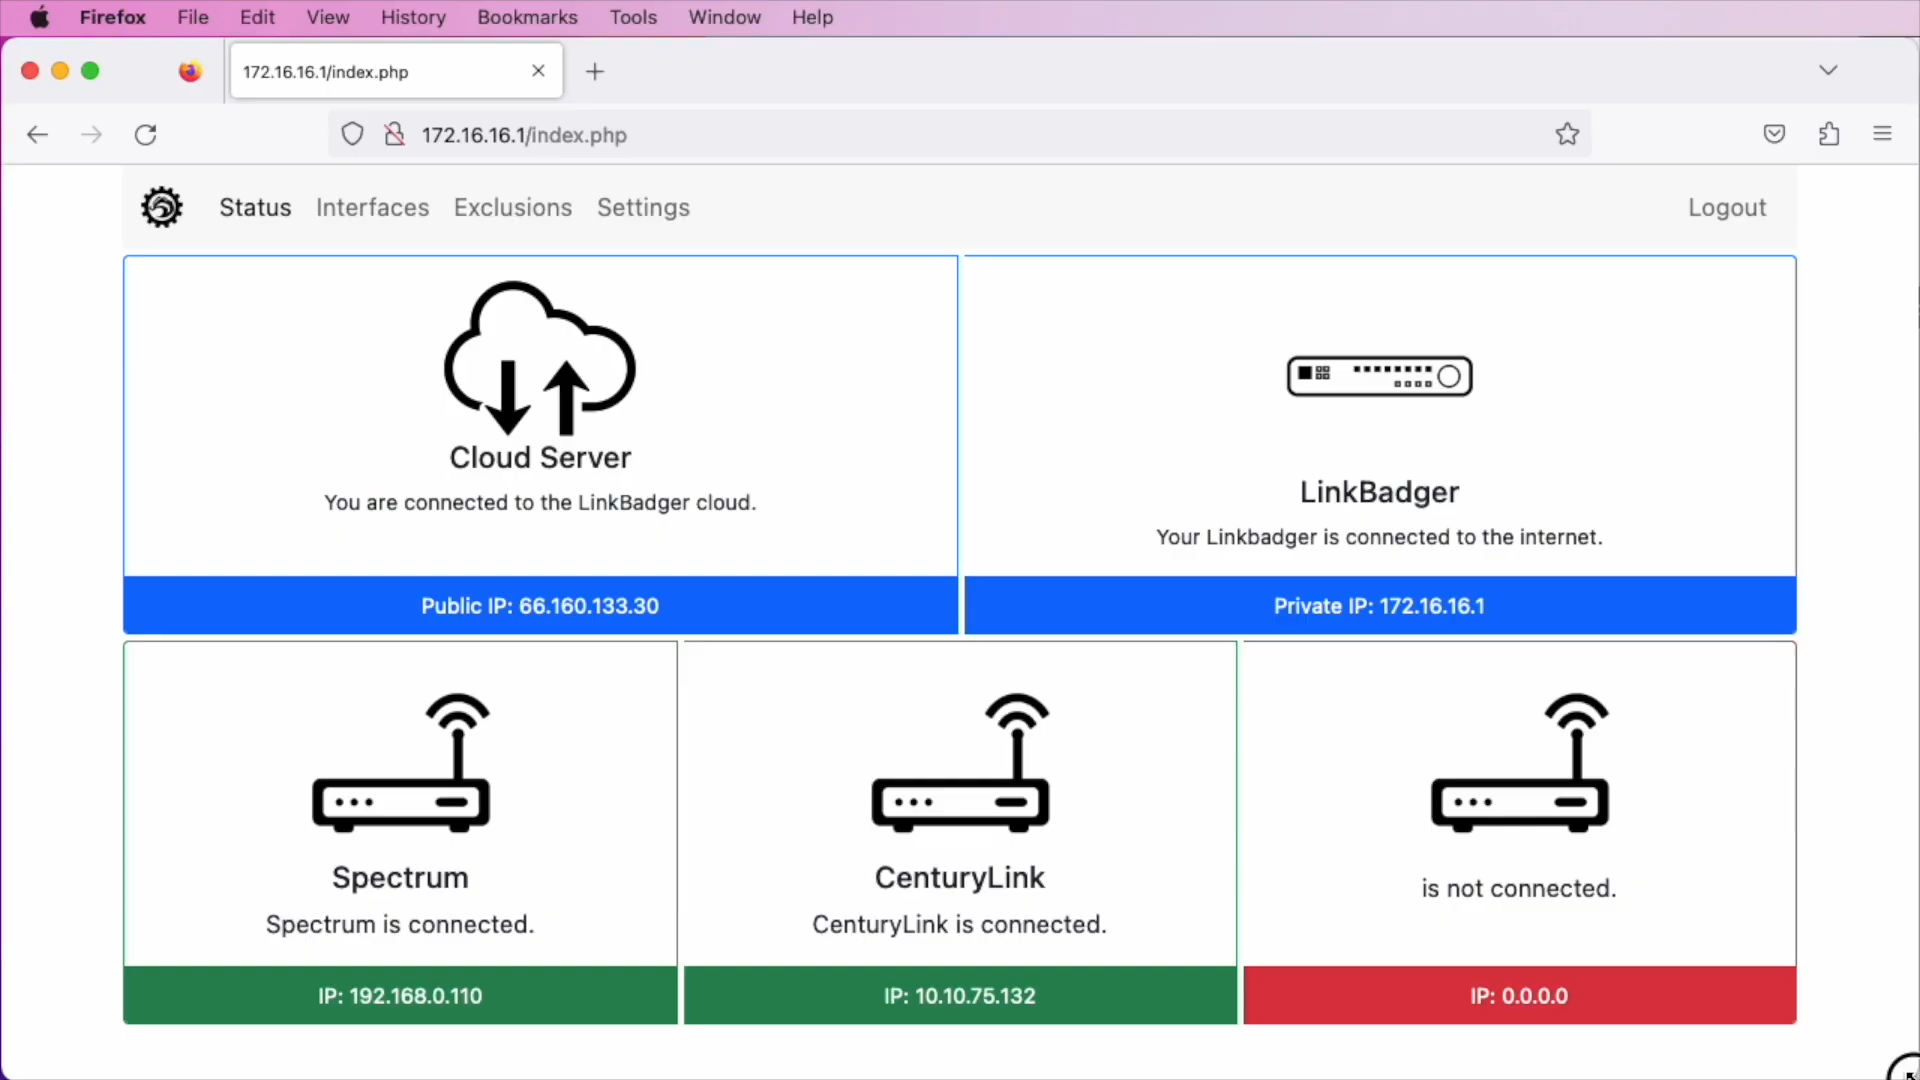 Firefox File Edit View History Bookmarks Tools Window Help
172.16.16.1/index.php
172.16.16.1/index.php
Status Interfaces Exclusions Settings Logout
Cloud Server
You are connected to the LinkBadger cloud.
Public IP: 66.160.133.30
LinkBadger
Your Linkbadger is connected to the internet.
Private IP: 172.16.16.1
Spectrum
Spectrum is connected.
IP: 192.168.0.110
CenturyLink
CenturyLink is connected.
IP: 10.10.75.132
is not connected.
IP: 0.0.0.0